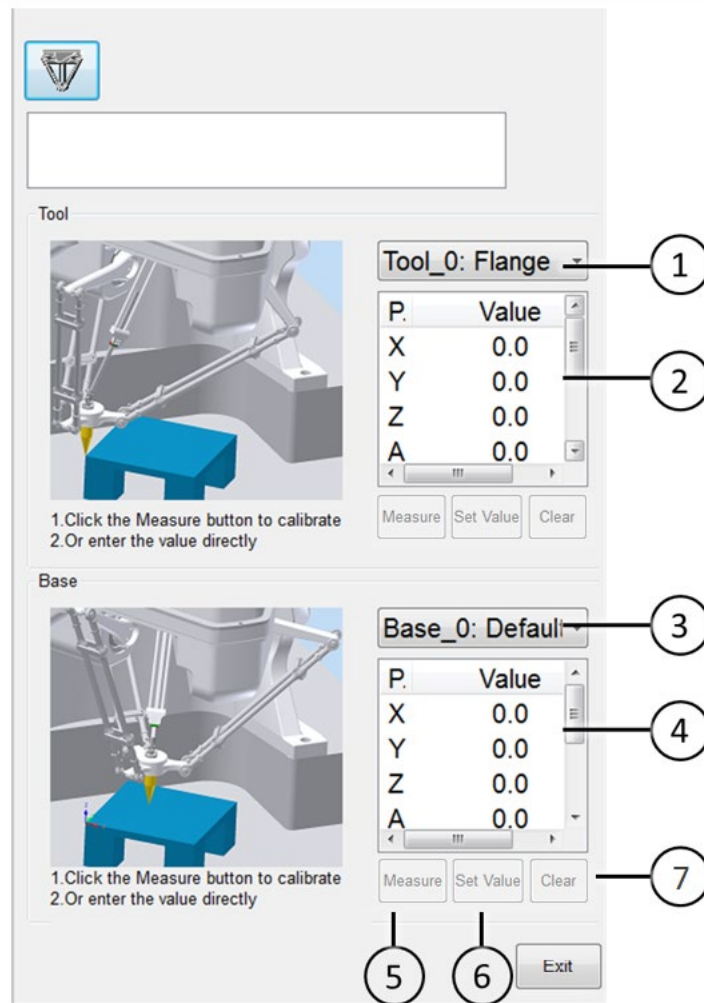 Tool
Tool_0: Flange
1
P. Value
X 0.0
2
Y 0.0
Z 0.0
A 0.0
Measure Set Value Clear
1.Click the Measure button to calibrate
2.Or enter the value directly
Base
Base_0: Default
3
P. Value
X 0.0
4
Y 0.0
Z 0.0
A 0.0
Measure Set Value Clear
7
1.Click the Measure button to calibrate
2.Or enter the value directly
5
6
Exit